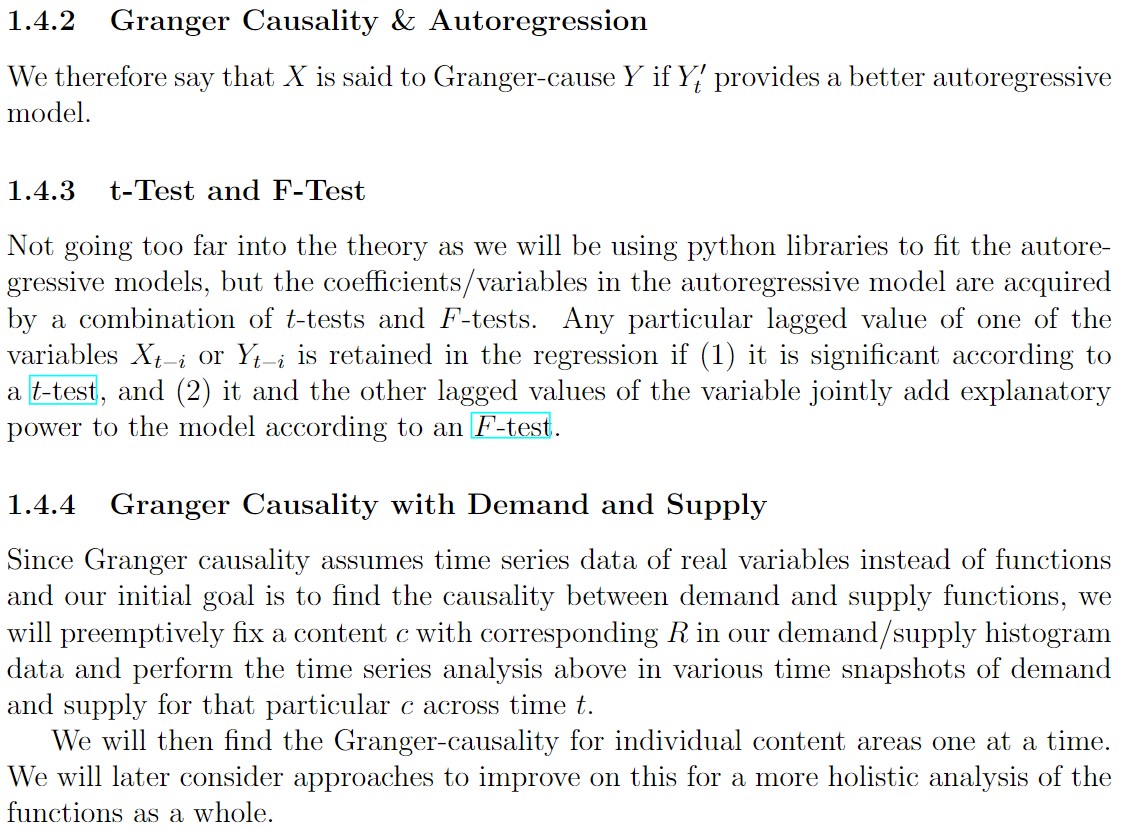 1.4.2 Granger Causality & Autoregression
We therefore say that X is said to Granger-cause Y if Y′t provides a better autoregressive
model.
1.4.3 t-Test and F-Test
Not going too far into the theory as we will be using python libraries to fit the autore-
gressive models, but the coefficients/variables in the autoregressive model are acquired
by a combination of t-tests and F-tests. Any particular lagged value of one of the
variables Xt−i or Yt−i is retained in the regression if (1) it is significant according to
a t-test, and (2) it and the other lagged values of the variable jointly add explanatory
power to the model according to an F-test.
1.4.4 Granger Causality with Demand and Supply
Since Granger causality assumes time series data of real variables instead of functions
and our initial goal is to find the causality between demand and supply functions, we
will preemptively fix a content c with corresponding R in our demand/supply histogram
data and perform the time series analysis above in various time snapshots of demand
and supply for that particular c across time t.
We will then find the Granger-causality for individual content areas one at a time.
We will later consider approaches to improve on this for a more holistic analysis of the
functions as a whole.